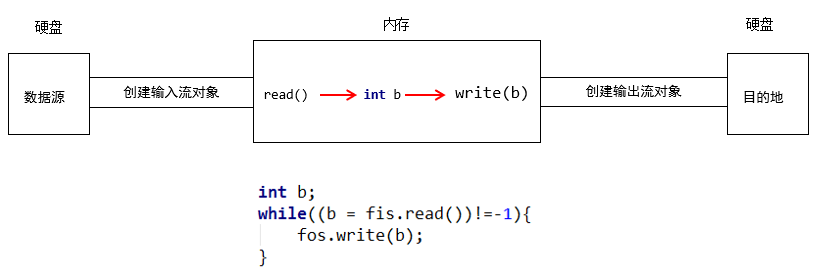 硬盘
内存
硬盘
数据源
创建输入流对象
read()
int b
write(b)
创建输出流对象
目的地
int b;
while((b = fis.read())!=-1){
    fos.write(b);
}